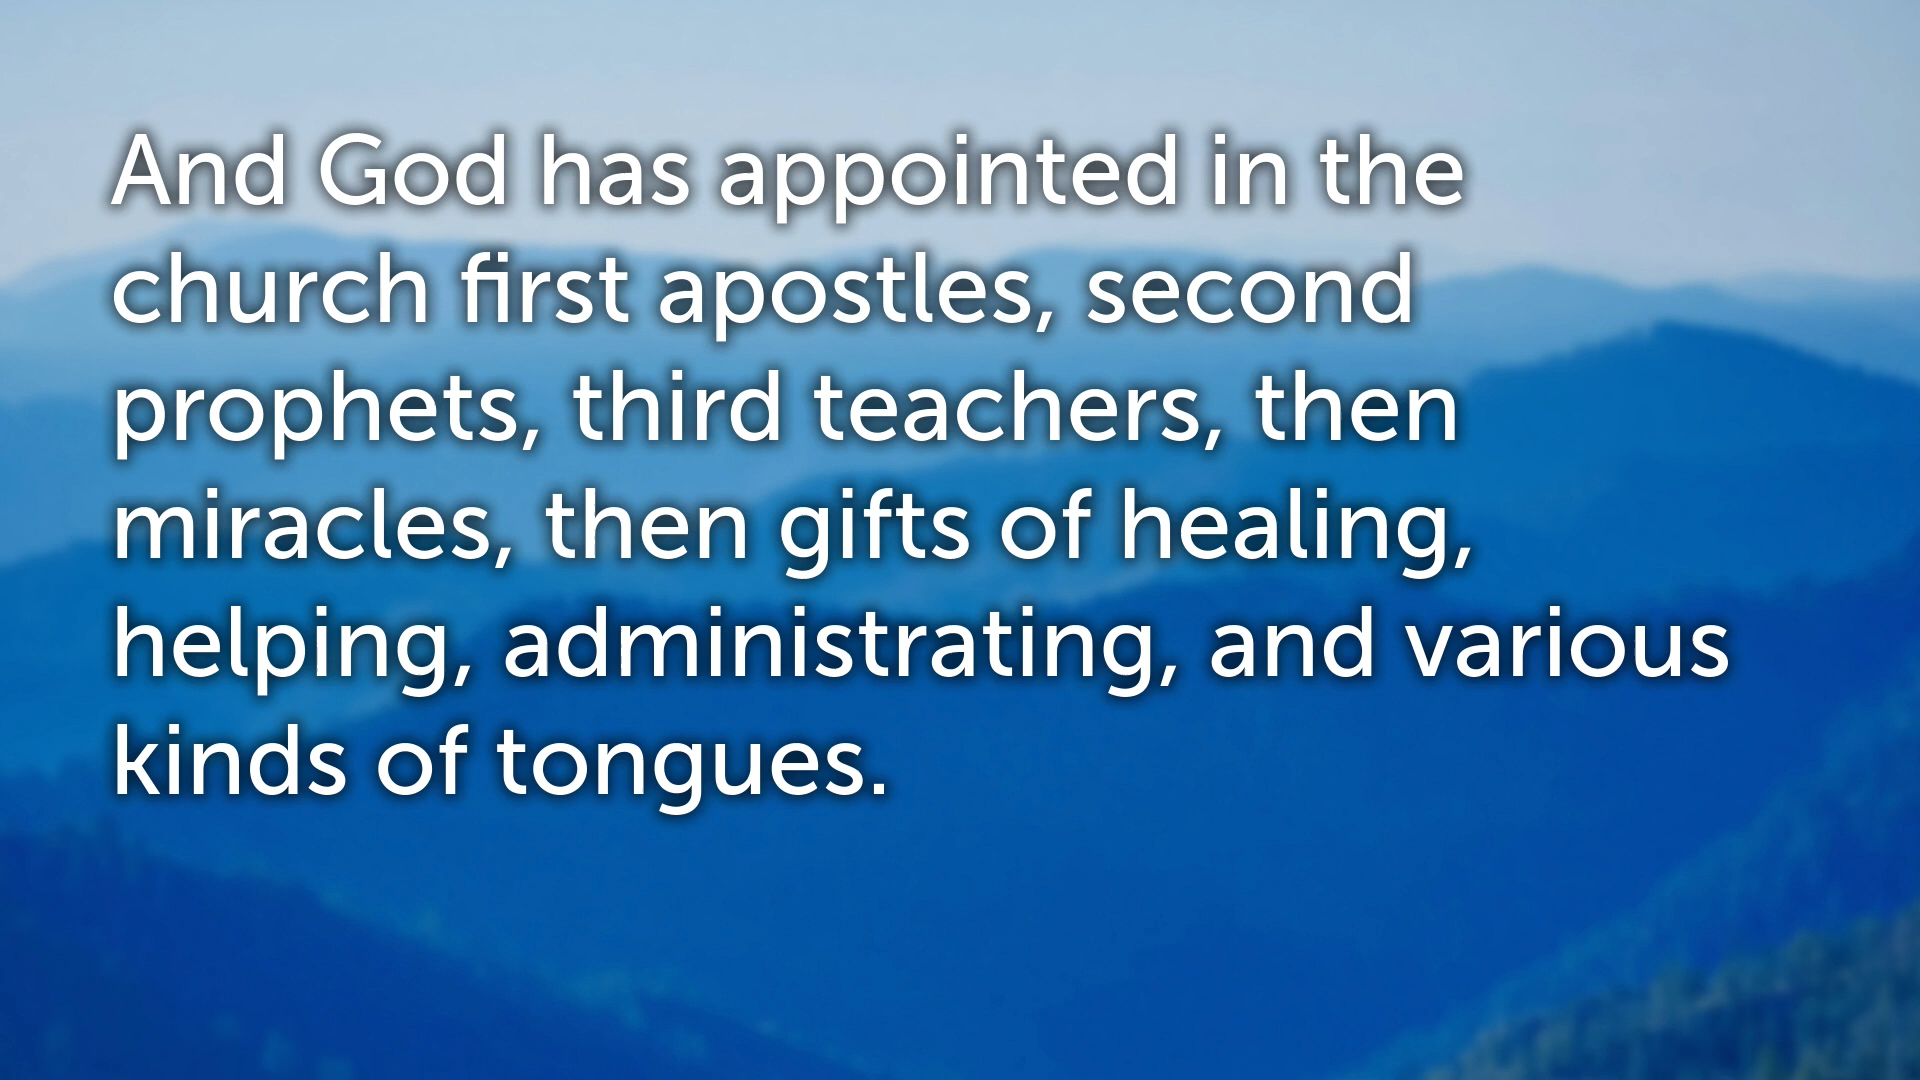 And God has appointed in the
church first apostles, second
prophets, third teachers, then
miracles, then gifts of healing,
helping, administrating, and various
kinds of tongues.